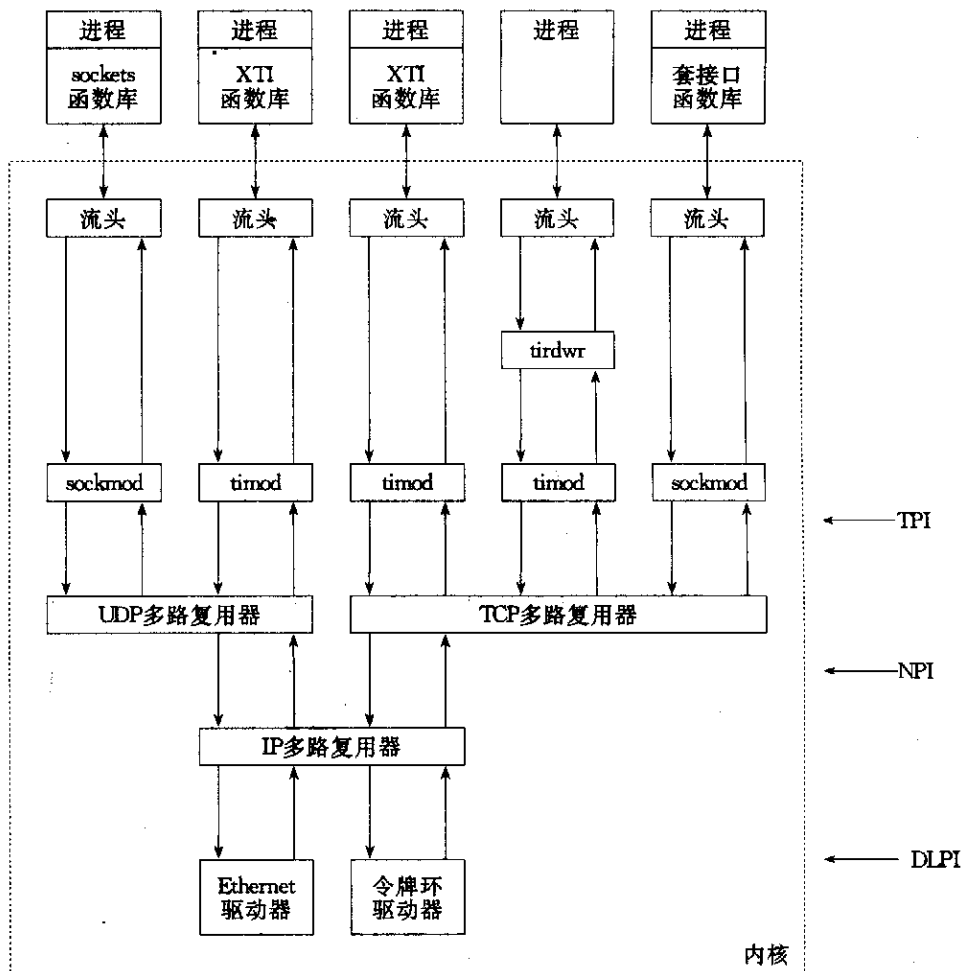 进程
进程
进程
进程
进程
sockets
函数库
XTI
函数库
XTI
函数库
套接口
函数库
流头
流头
流头
流头
流头
tirdwr
sockmod
timod
timod
timod
sockmod
TPI
UDP多路复用器
TCP多路复用器
NPI
IP多路复用器
Ethernet
驱动器
令牌环
驱动器
DLPI
内核